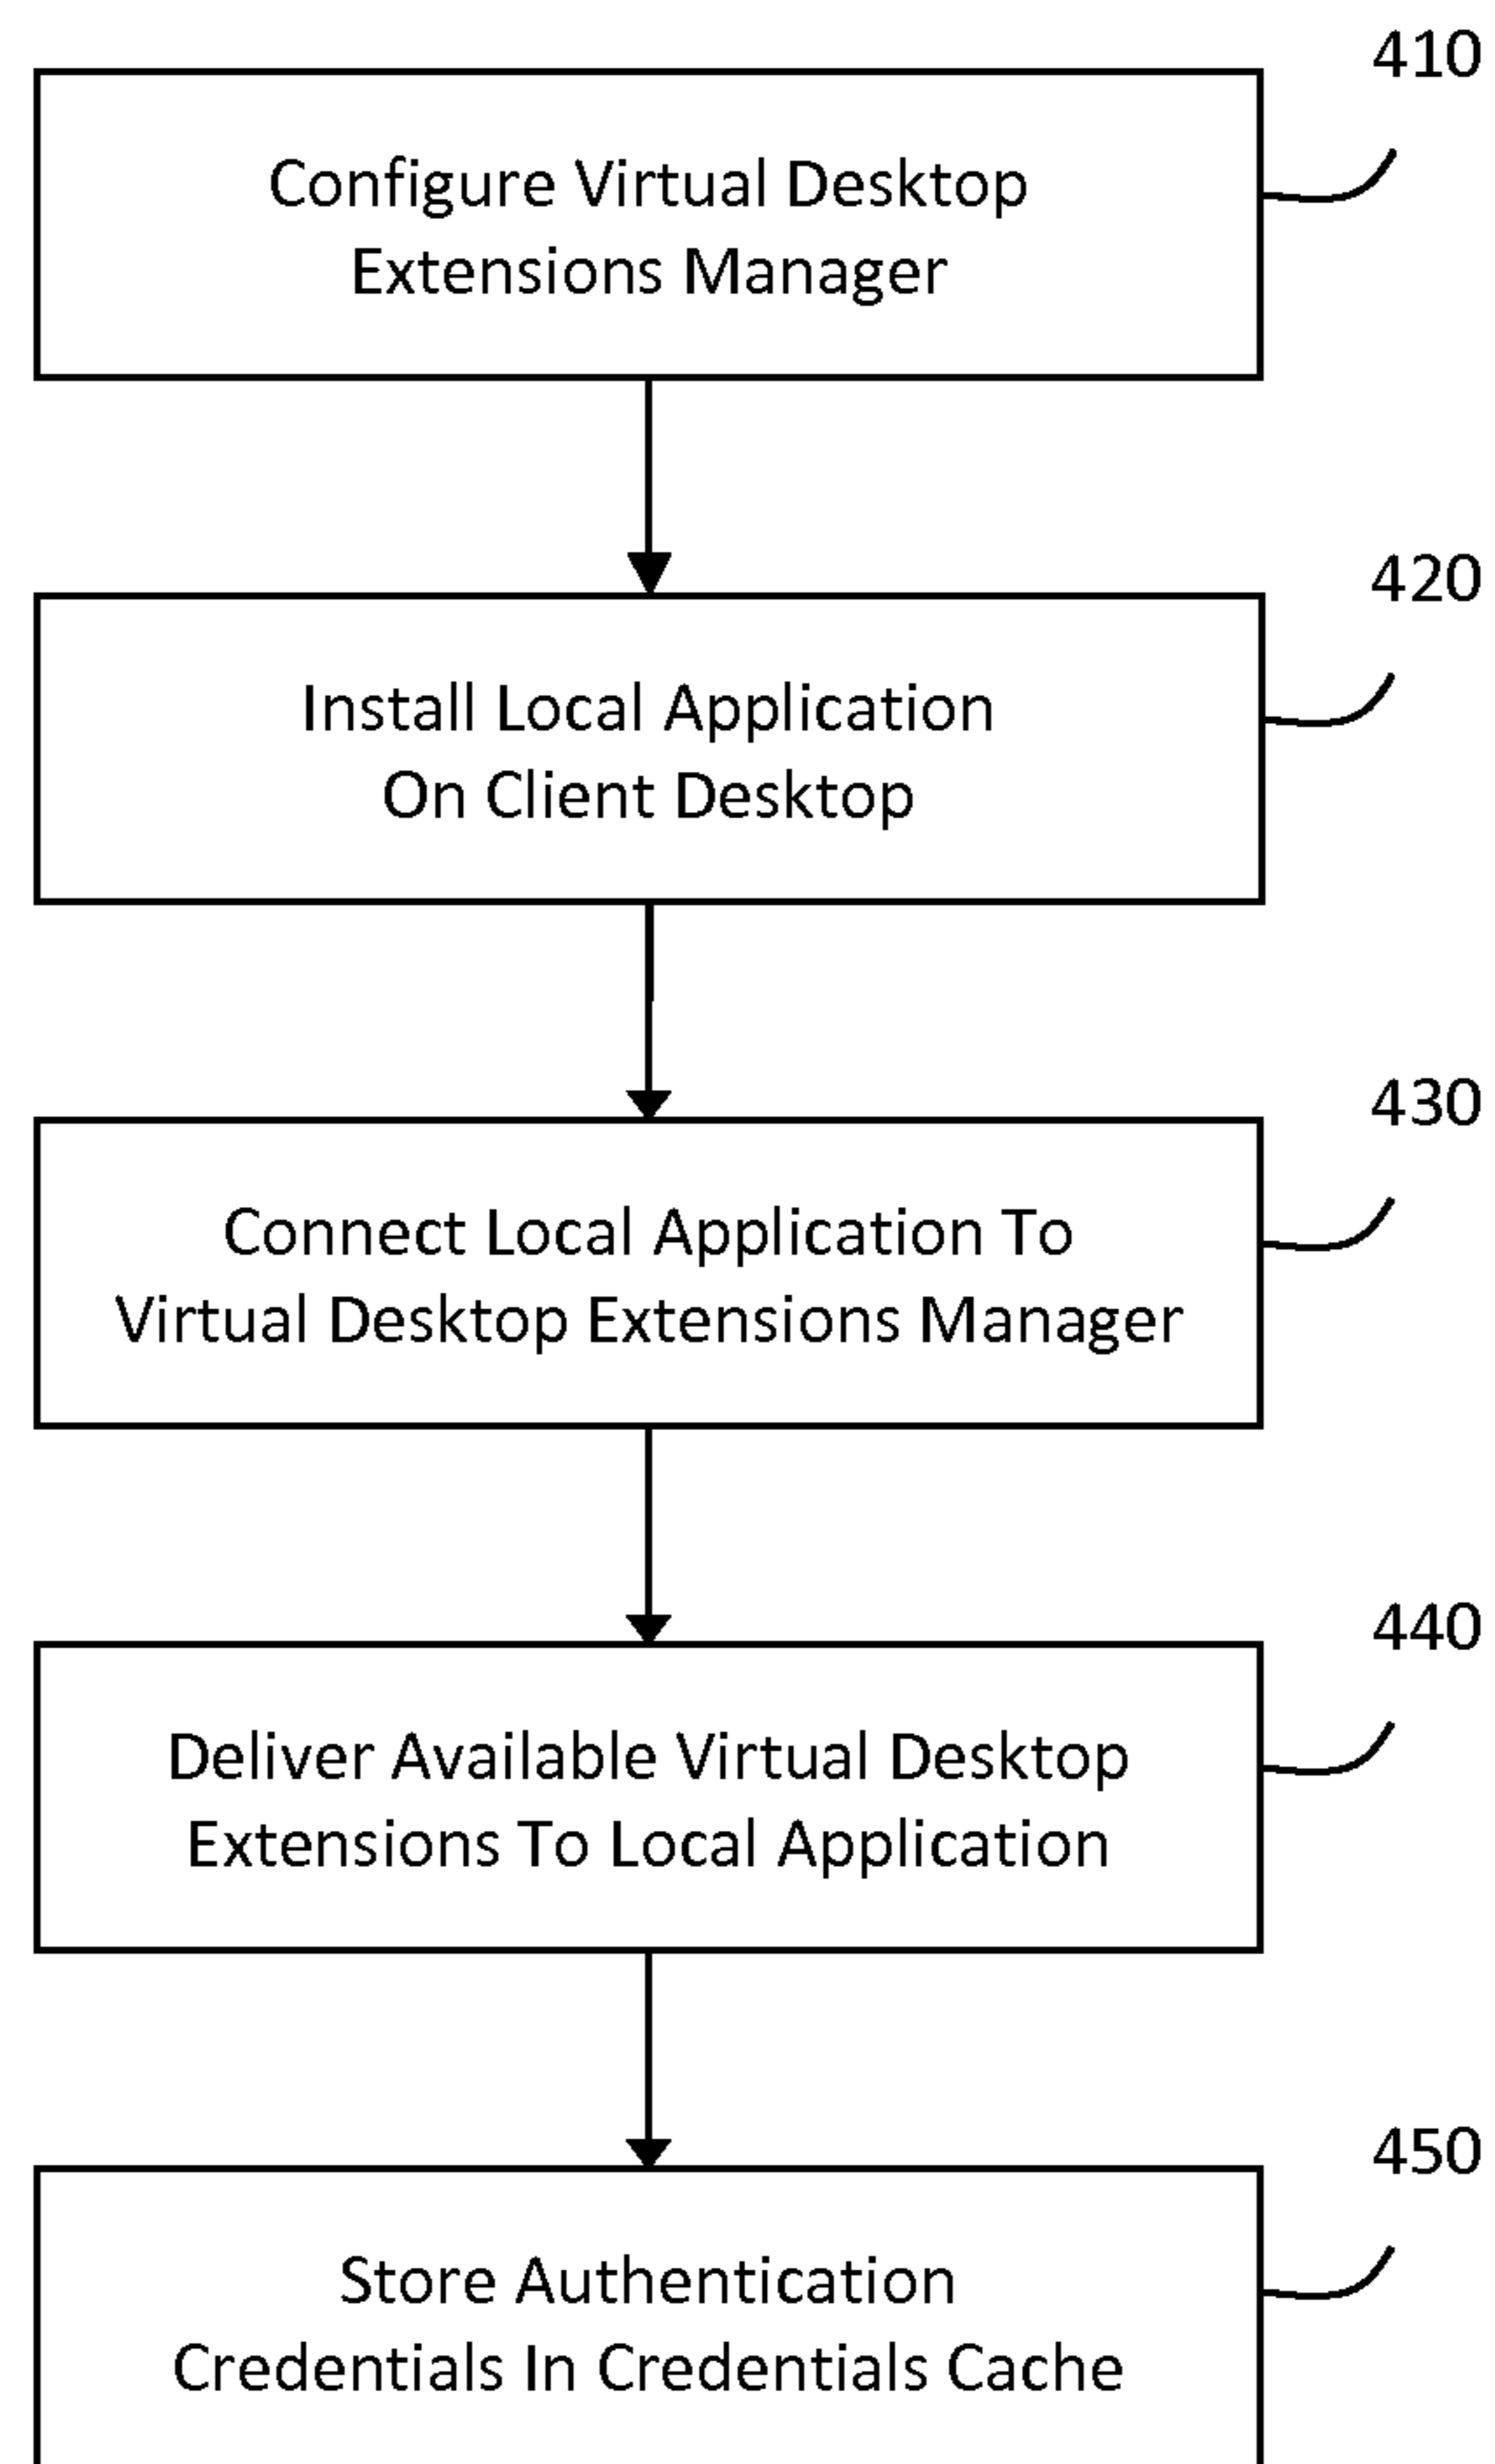 410
Configure Virtual Desktop
Extensions Manager
420
Install Local Application
On Client Desktop
430
Connect Local Application To
Virtual Desktop Extensions Manager
440
Deliver Available Virtual Desktop
Extensions To Local Application
450
Store Authentication
Credentials In Credentials Cache